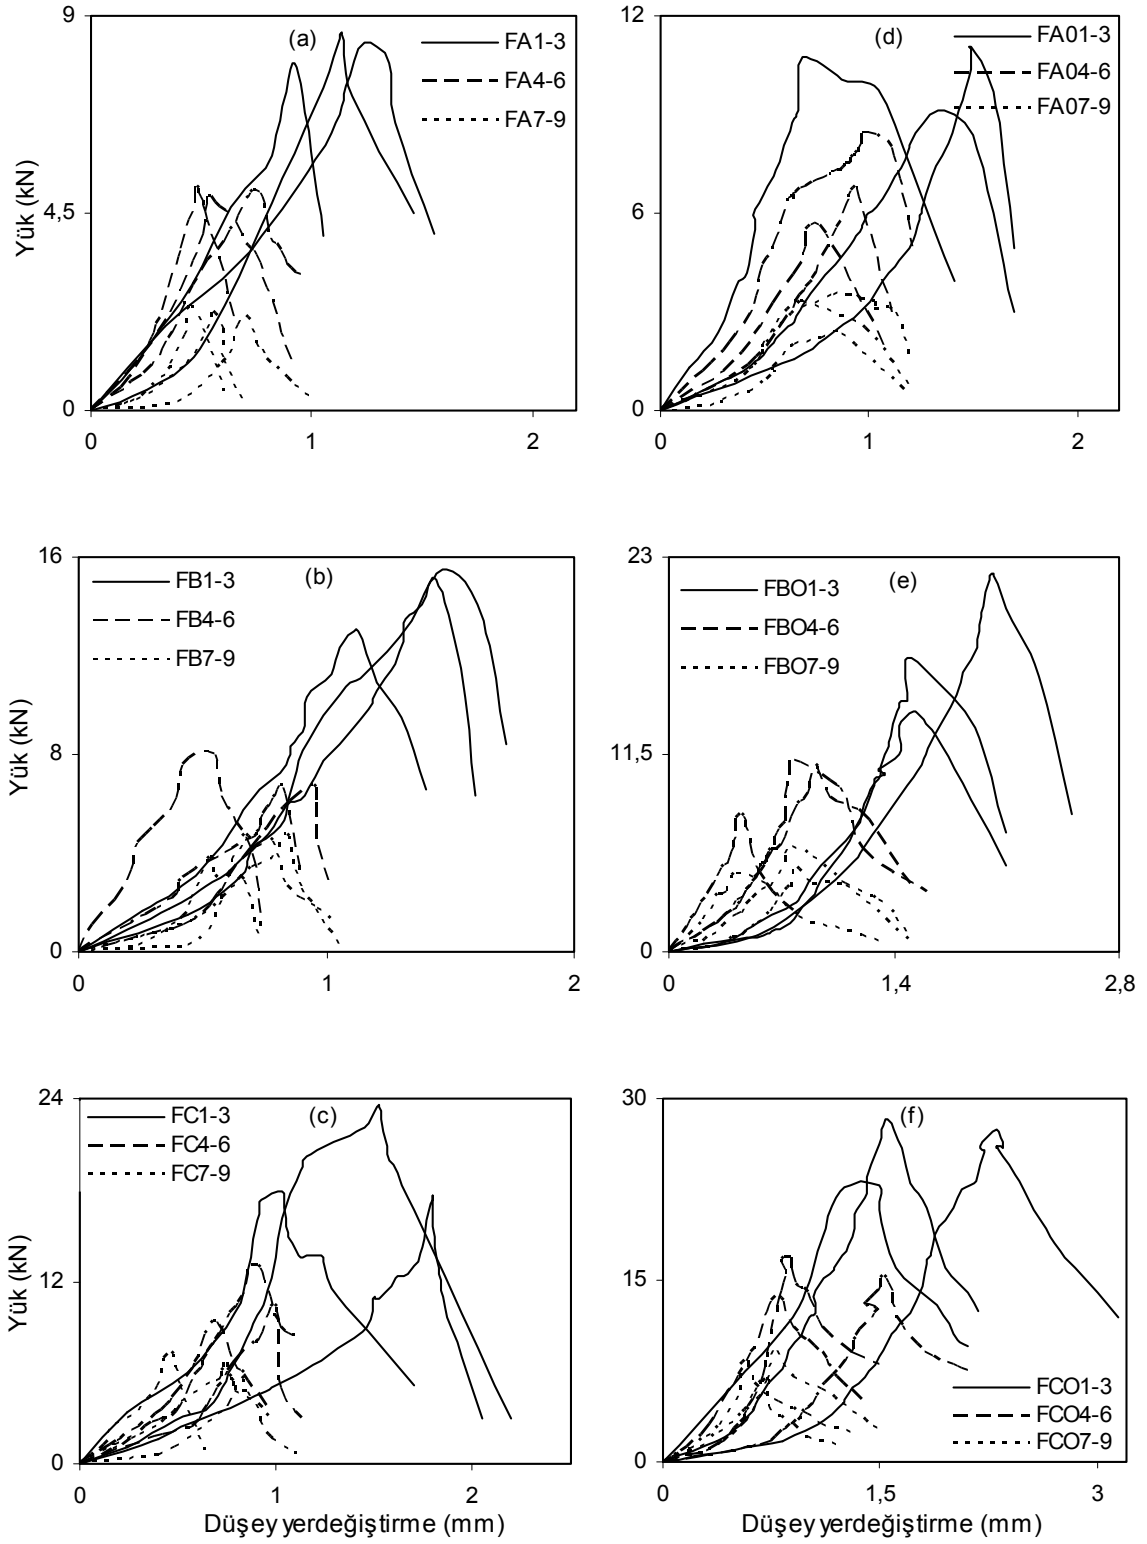 9
(a)
FA1-3
FA4-6
FA7-9
4,5
Yük (kN)
0
0
1
2
12
(d)
FA01-3
FA04-6
FA07-9
6
0
0
1
2
16
(b)
FB1-3
FB4-6
FB7-9
8
Yük (kN)
0
0
1
2
23
(e)
FBO1-3
FBO4-6
FBO7-9
11,5
0
0
1,4
2,8
24
(c)
FC1-3
FC4-6
FC7-9
12
Yük (kN)
0
0
1
2
Düşey yerdeğiştirme (mm)
30
(f)
15
FCO1-3
FCO4-6
FCO7-9
0
0
1,5
3
Düşey yerdeğiştirme (mm)